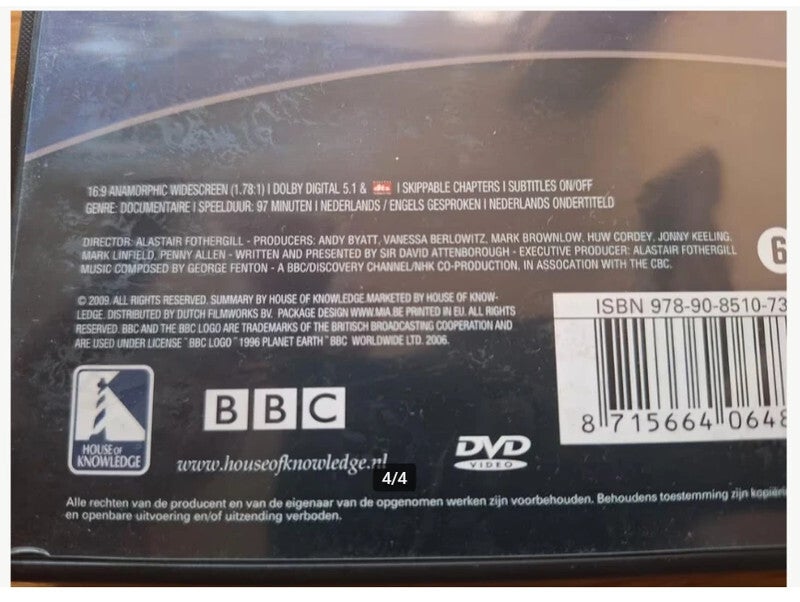 16:9 ANAMORPHIC WIDESCREEN (1.78:1) I DOLBY DIGITAL 5.1 & dts I SKIPPABLE CHAPTERS I SUBTITLES ON/OFF
GENRE: DOCUMENTAIRE I SPEELDUUR: 97 MINUTEN I NEDERLANDS / ENGELS GESPROKEN I NEDERLANDS ONDERTITELD
DIRECTOR: ALASTAIR FOTHERGILL - PRODUCERS: ANDY BYATT, VANESSA BERLOWITZ, MARK BROWNLOW, HUW CORDEY, JONNY KEELING,
MARK LINFIELD, PENNY ALLEN - WRITTEN AND PRESENTED BY SIR DAVID ATTENBOROUGH - EXECUTIVE PRODUCER: ALASTAIR FOTHERGILL
MUSIC COMPOSED BY GEORGE FENTON - A BBC/DISCOVERY CHANNEL/NHK CO-PRODUCTION, IN ASSOCATION WITH THE CBC.
6
© 2009. ALL RIGHTS RESERVED. SUMMARY BY HOUSE OF KNOWLEDGE.MARKETED BY HOUSE OF KNOW-
LEDGE. DISTRIBUTED BY DUTCH FILMWORKS BV. PACKAGE DESIGN WWW.MIA.BE PRINTED IN EU. ALL RIGHTS
RESERVED. BBC AND THE BBC LOGO ARE TRADEMARKS OF THE BRITISCH BROADCASTING COOPERATION AND
ARE USED UNDER LICENSE "BBC LOGO "1996 PLANET EARTH "BBC WORLDWIDE LTD. 2006.
ISBN 978-90-8510-73
8 715664 0648
HOUSE OF
KNOWLEDGE
BBC
www.houseofknowledge.nl
DVD
VIDEO
4/4
Alle rechten van de producent en van de eigenaar van de opgenomen werken zijn voorbehouden. Behoudens toestemming zijn
en openbare uitvoering en/of uitzending verboden.